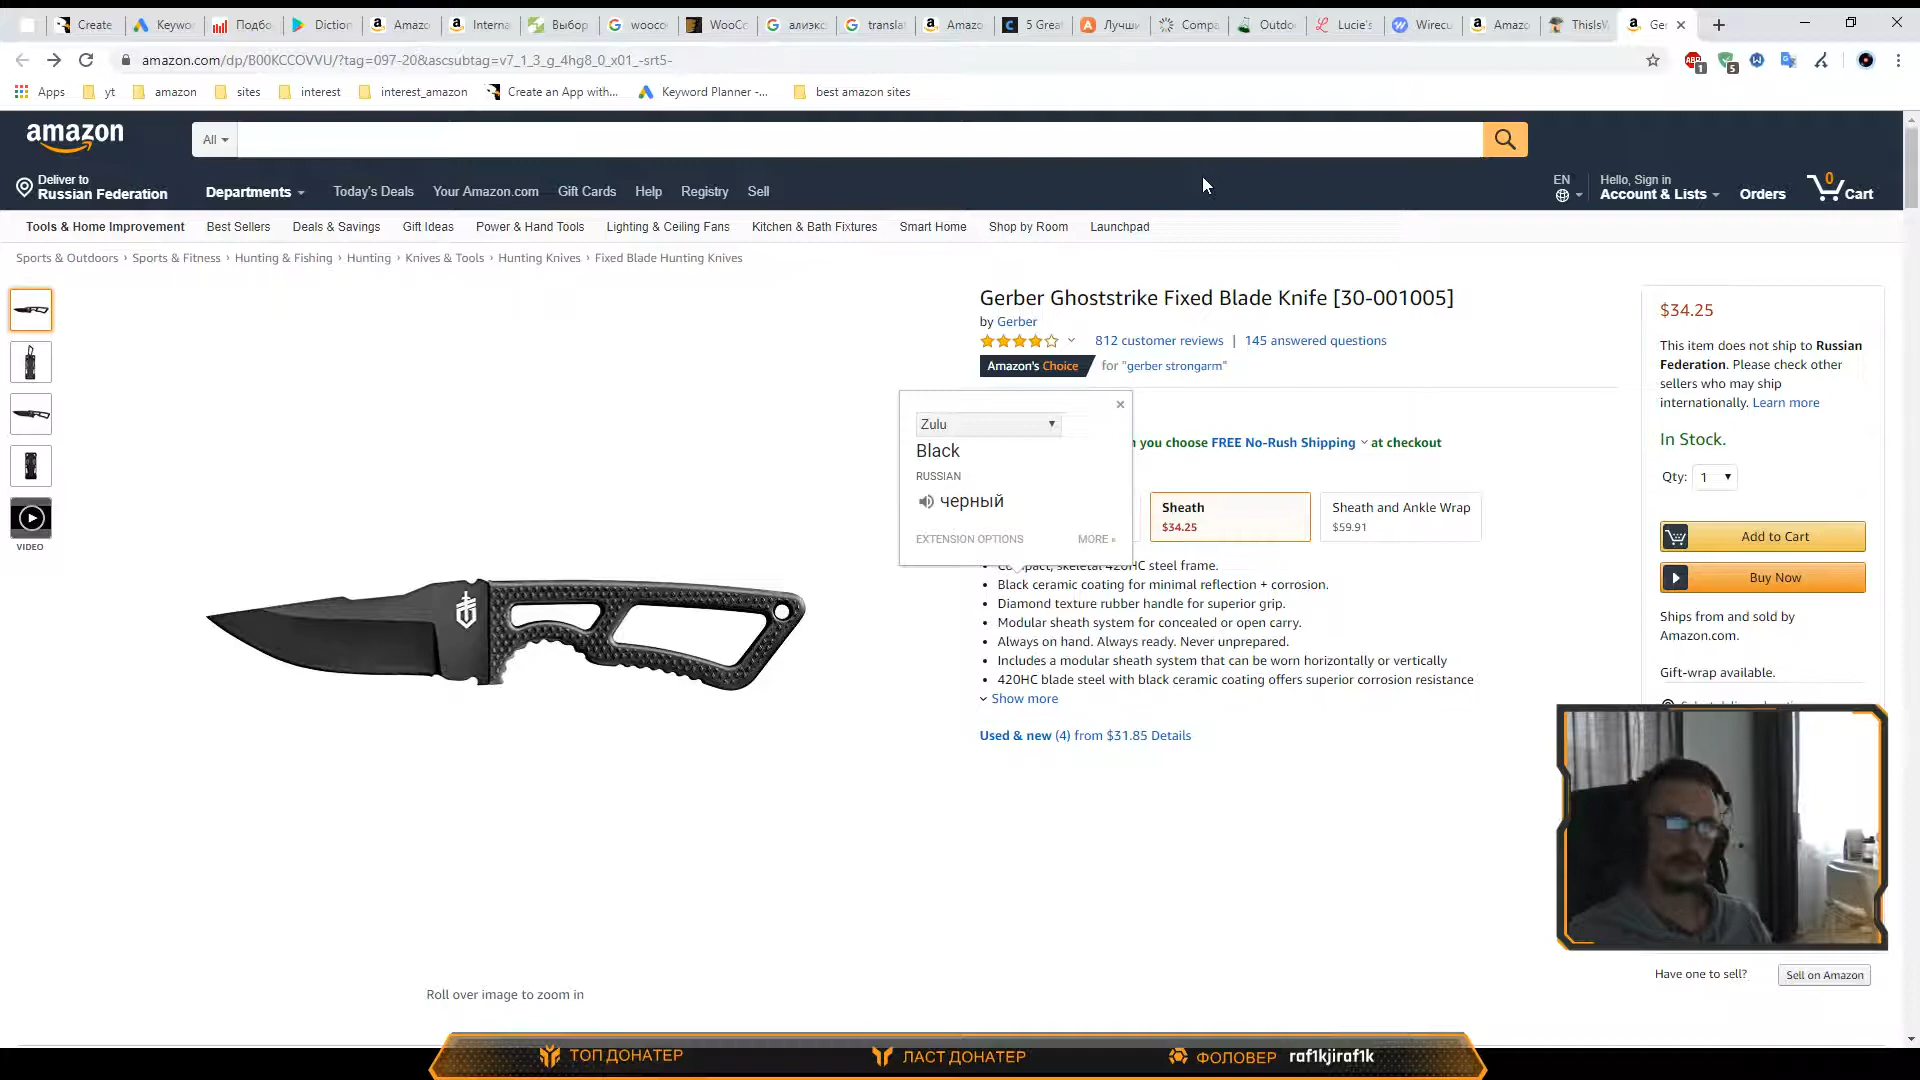 Create
Keywo
Подбо
Diction
Amazo
Interna
Выбор
wooco
WooCo
алиэкс
transla
Amazo
5 Grea
Лучши
Compa
Outdo
Lucie's
Wirecu
Amazo
ThisIsW
Ger
amazon.com/dp/B00KCCOVVU/?tag=097-20&ascsubtag=v7_1_3_g_4hg8_0_x01_-srt5-
ABP 1
5
Apps
yt
amazon
sites
interest
interest_amazon
Create an App with...
Keyword Planner -...
best amazon sites
amazon
All
Deliver to
Russian Federation
Departments
Today's Deals
Your Amazon.com
Gift Cards
Help
Registry
Sell
EN
Hello, Sign in
Account & Lists
Orders
0
Cart
Tools & Home Improvement
Best Sellers
Deals & Savings
Gift Ideas
Power & Hand Tools
Lighting & Ceiling Fans
Kitchen & Bath Fixtures
Smart Home
Shop by Room
Launchpad
Sports & Outdoors › Sports & Fitness › Hunting & Fishing › Hunting › Knives & Tools › Hunting Knives › Fixed Blade Hunting Knives
VIDEO
Roll over image to zoom in
Gerber Ghoststrike Fixed Blade Knife [30-001005]
by Gerber
812 customer reviews | 145 answered questions
Amazon's Choice for "gerber strongarm"
you choose FREE No-Rush Shipping at checkout
Zulu
Black
RUSSIAN
черный
EXTENSION OPTIONS
MORE »
Sheath
$34.25
Sheath and Ankle Wrap
$59.91
Compact, skeletal 420HC steel frame.
Black ceramic coating for minimal reflection + corrosion.
Diamond texture rubber handle for superior grip.
Modular sheath system for concealed or open carry.
Always on hand. Always ready. Never unprepared.
Includes a modular sheath system that can be worn horizontally or vertically
420HC blade steel with black ceramic coating offers superior corrosion resistance
Show more
Used & new (4) from $31.85 Details
$34.25
This item does not ship to Russian
Federation. Please check other
sellers who may ship
internationally. Learn more
In Stock.
Qty: 1
Add to Cart
Buy Now
Ships from and sold by
Amazon.com.
Gift-wrap available.
Have one to sell?
Sell on Amazon
ТОП ДОНАТЕР
ЛАСТ ДОНАТЕР
ФОЛОВЕР raf1kjiraf1k